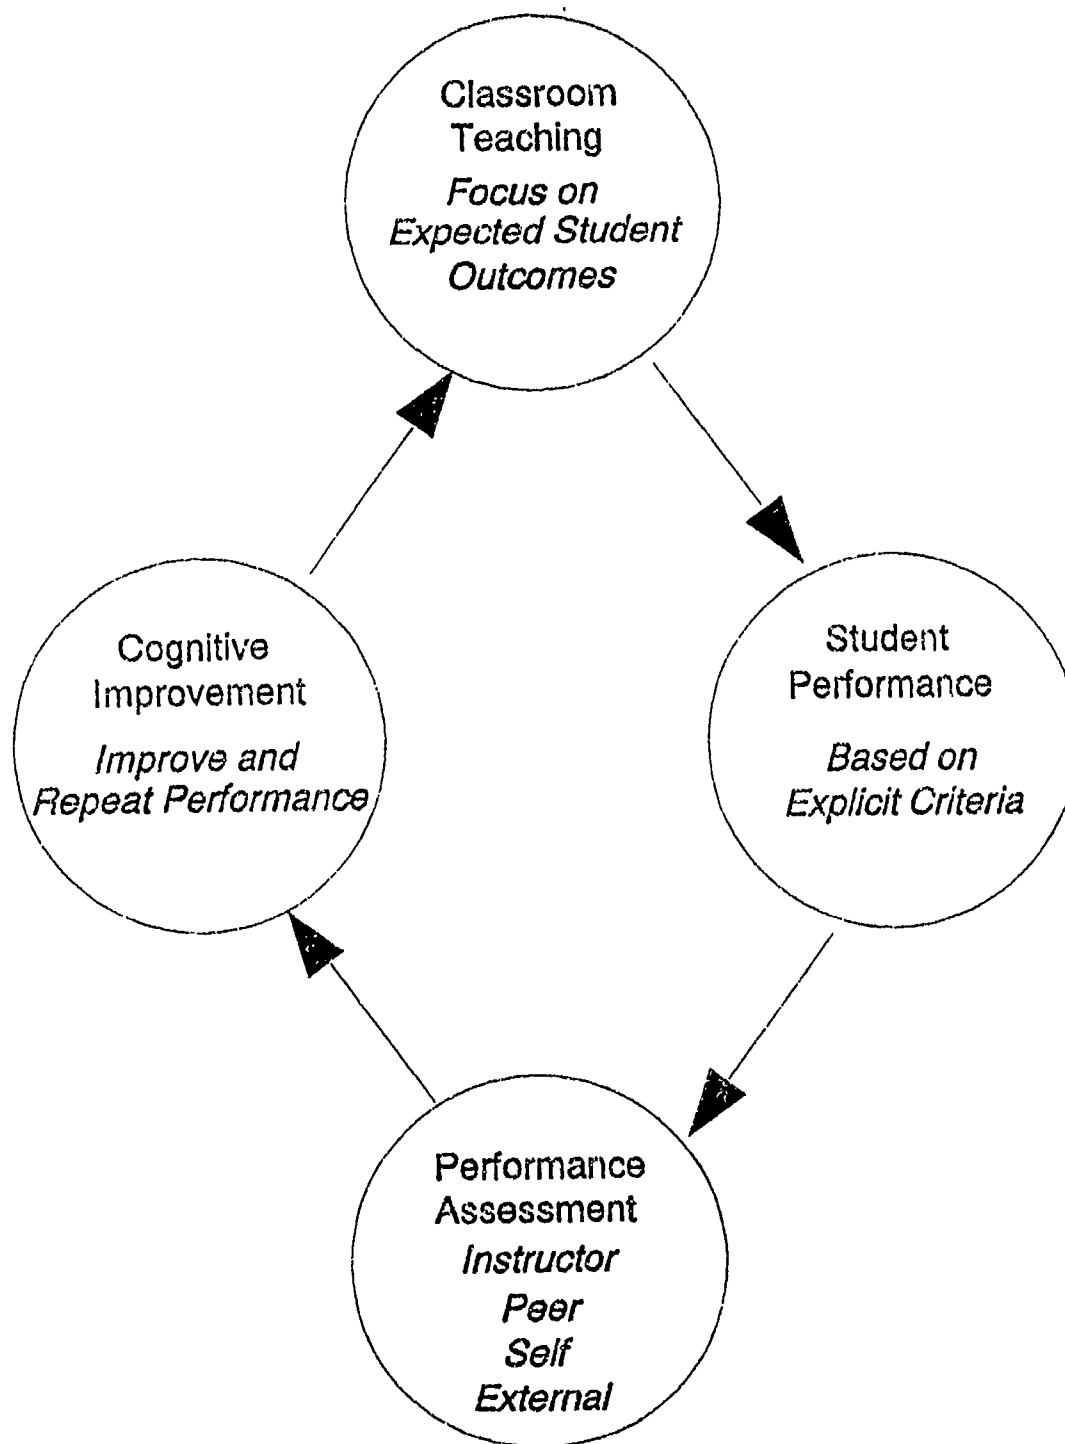 Classroom
Teaching
Focus on
Expected Student
Outcomes
Student
Performance
Based on
Explicit Criteria
Performance
Assessment
Instructor
Peer
Self
External
Cognitive
Improvement
Improve and
Repeat Performance